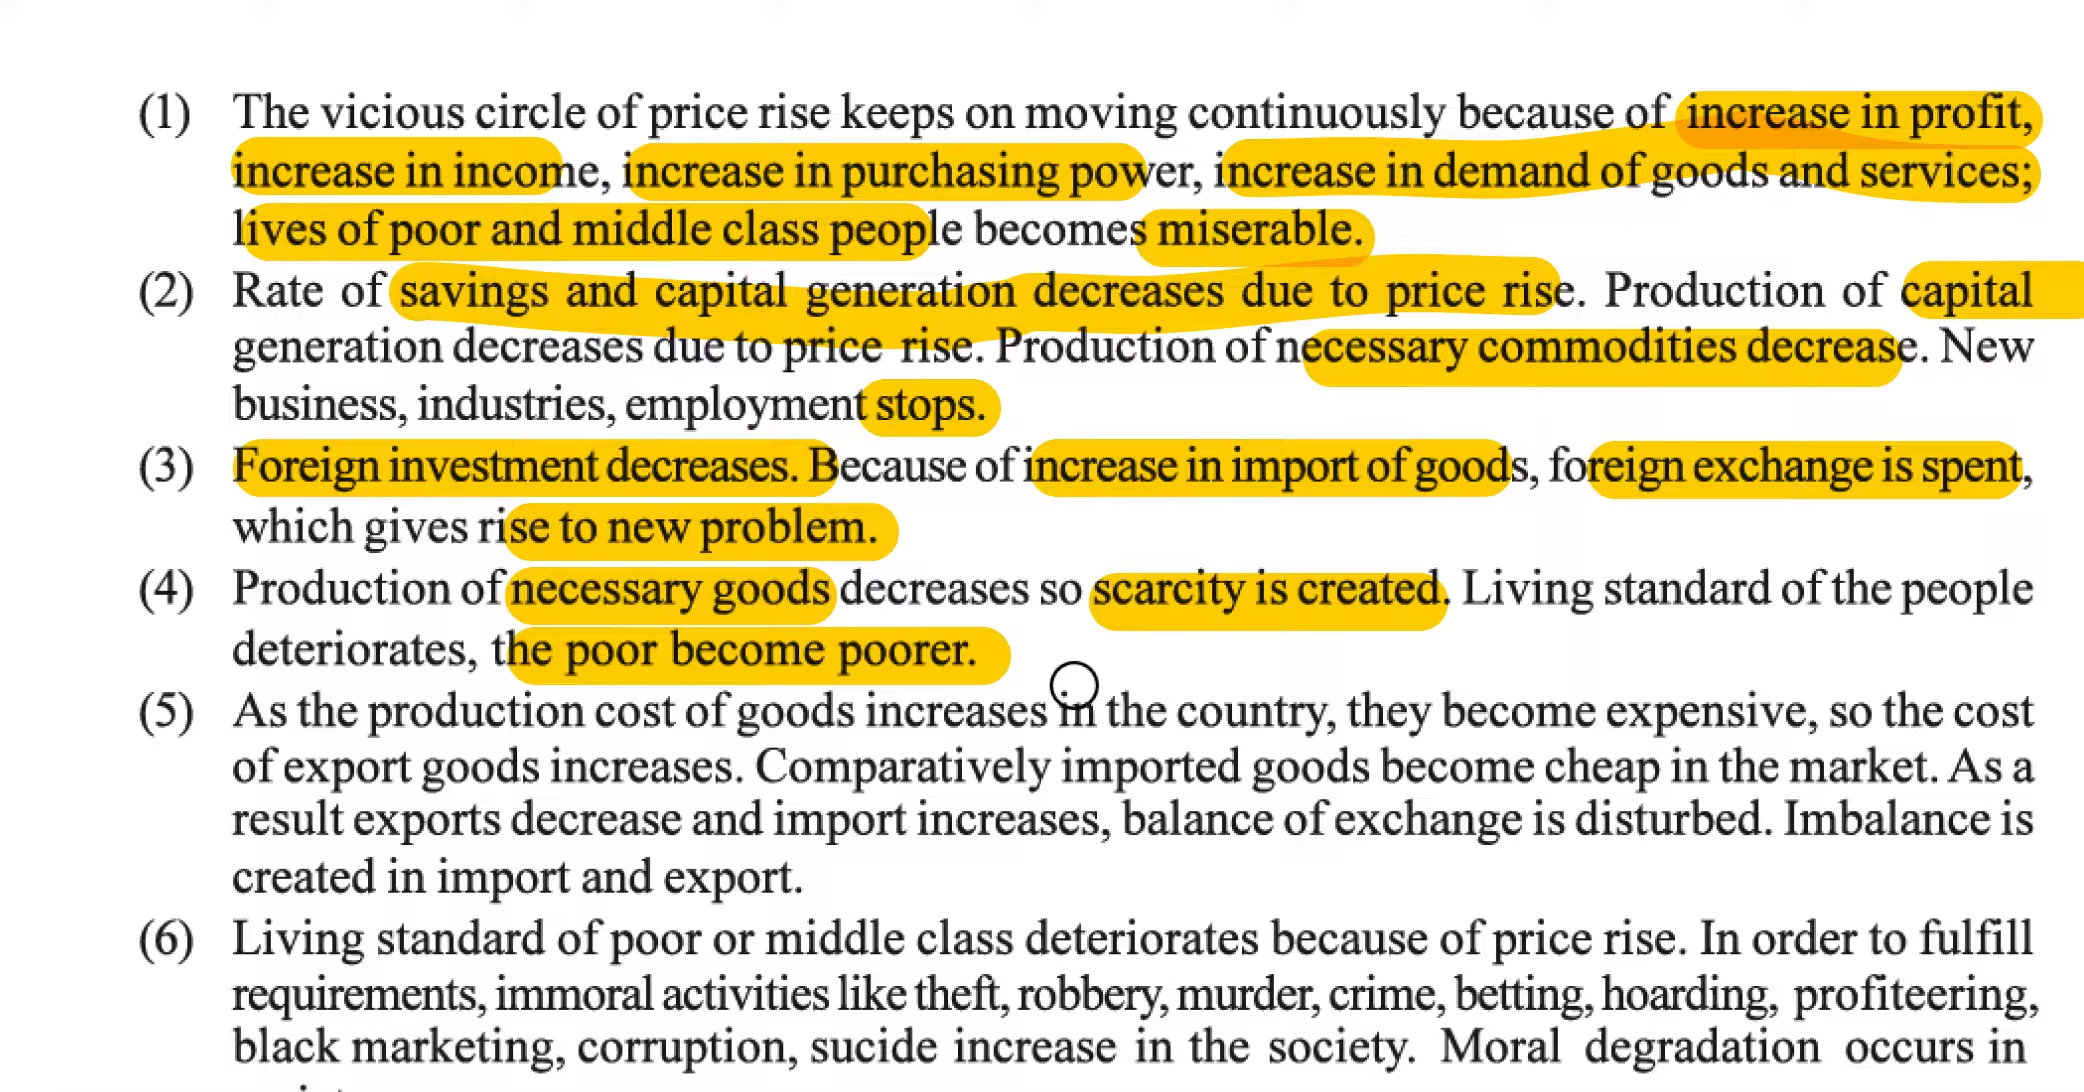 (1) The vicious circle of price rise keeps on moving continuously because of increase in profit,
increase in income, increase in purchasing power, increase in demand of goods and services;
lives of poor and middle class people becomes miserable.
(2) Rate of savings and capital generation decreases due to price rise. Production of capital
generation decreases due to price rise. Production of necessary commodities decrease. New
business, industries, employment stops.
(3) Foreign investment decreases. Because of increase in import of goods, foreign exchange is spent,
which gives rise to new problem.
(4) Production of necessary goods decreases so scarcity is created. Living standard of the people
deteriorates, the poor become poorer.
(5) As the production cost of goods increases in the country, they become expensive, so the cost
of export goods increases. Comparatively imported goods become cheap in the market. As a
result exports decrease and import increases, balance of exchange is disturbed. Imbalance is
created in import and export.
(6) Living standard of poor or middle class deteriorates because of price rise. In order to fulfill
requirements, immoral activities like theft, robbery, murder, crime, betting, hoarding, profiteering,
black marketing, corruption, sucide increase in the society. Moral degradation occurs in